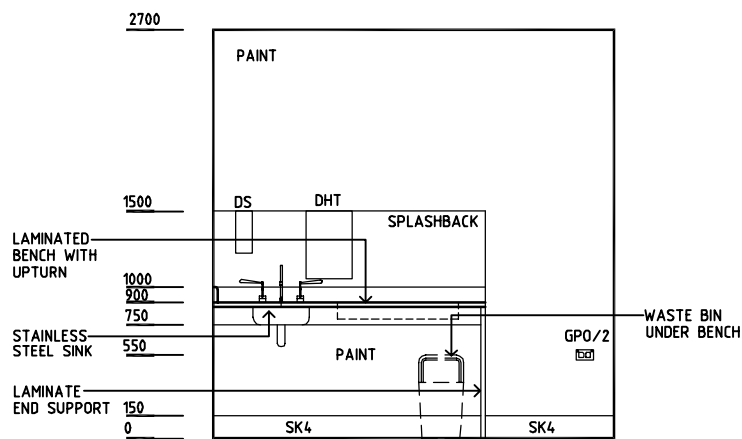 2700
PAINT
1500
DS
DHT
SPLASHBACK
LAMINATED
BENCH WITH
UPTURN
1000
900
750
STAINLESS
STEEL SINK
550
PAINT
WASTE BIN
UNDER BENCH
GPO/2
LAMINATE
END SUPPORT
150
0
SK4
SK4